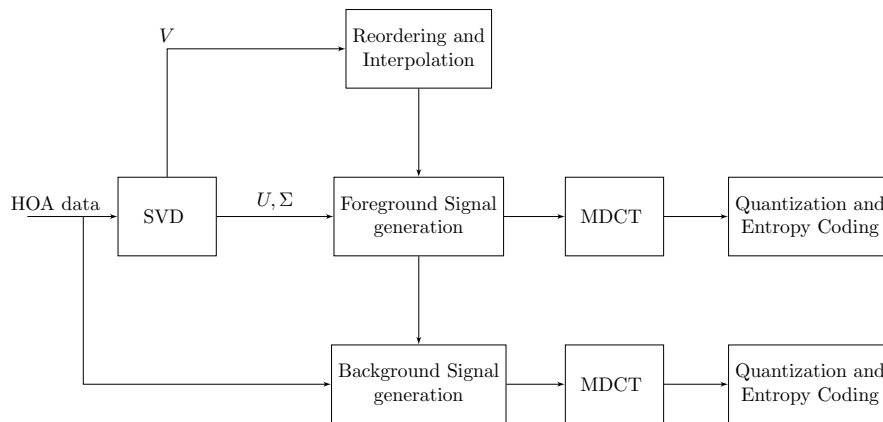 V
Reordering and
Interpolation
HOA data
SVD
U, Σ
Foreground Signal
generation
MDCT
Quantization and
Entropy Coding
Background Signal
generation
MDCT
Quantization and
Entropy Coding